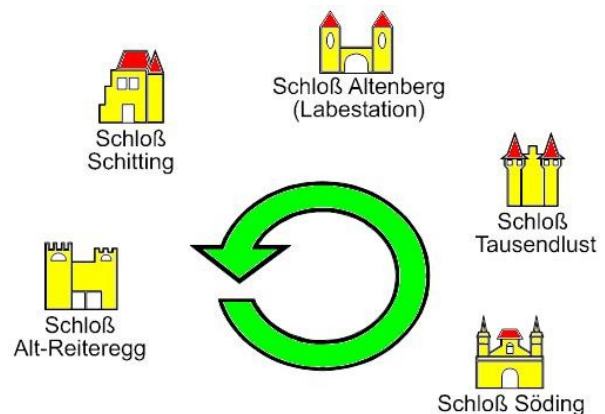 Schloß Altenberg
(Labestation)
Schloß
Schitting
Schloß
Tausendlust
Schloß
Alt-Reiteregg
Schloß Söding